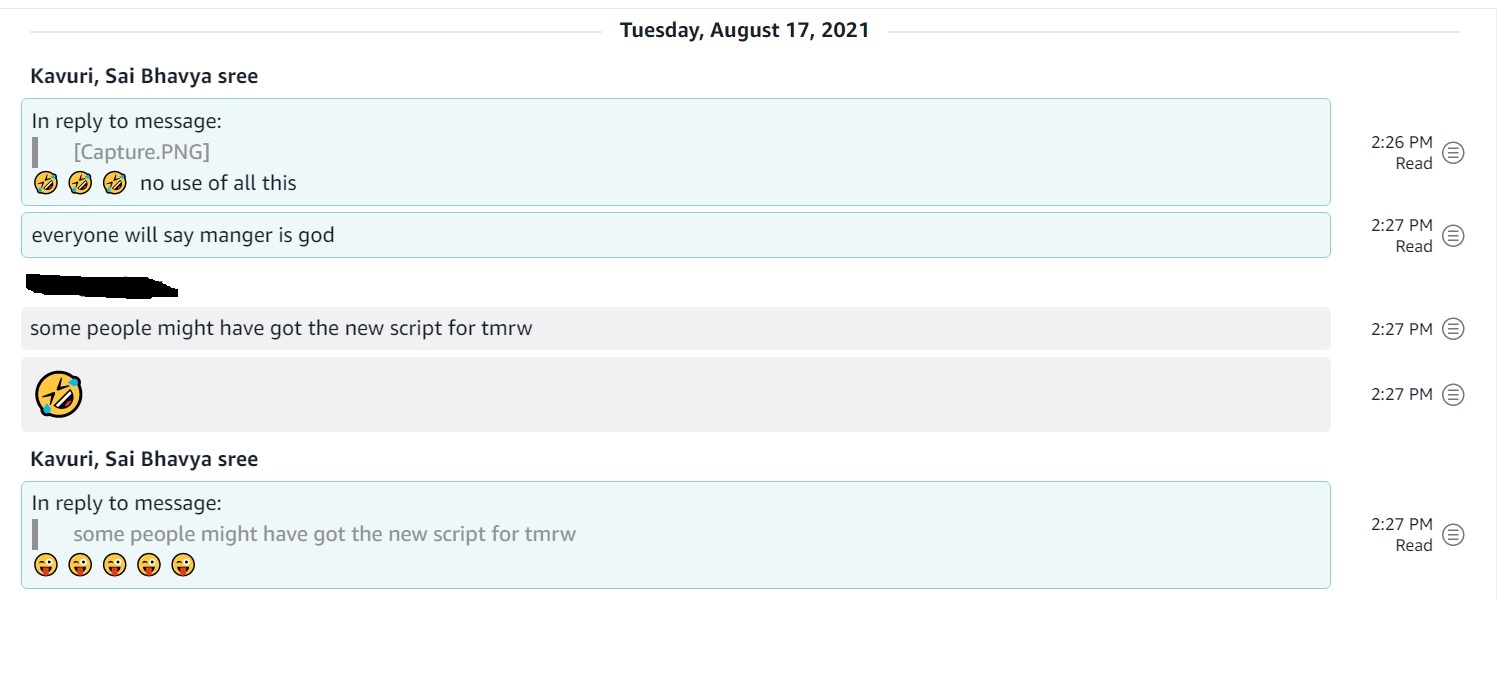 Tuesday, August 17, 2021
Kavuri, Sai Bhavya sree
In reply to message:
[Capture.PNG]
🤣 🤣 🤣 no use of all this
2:26 PM
Read
everyone will say manger is god
2:27 PM
Read
some people might have got the new script for tmrw
2:27 PM
🤣
2:27 PM
Kavuri, Sai Bhavya sree
In reply to message:
some people might have got the new script for tmrw
😜 😜 😜 😜 😜
2:27 PM
Read